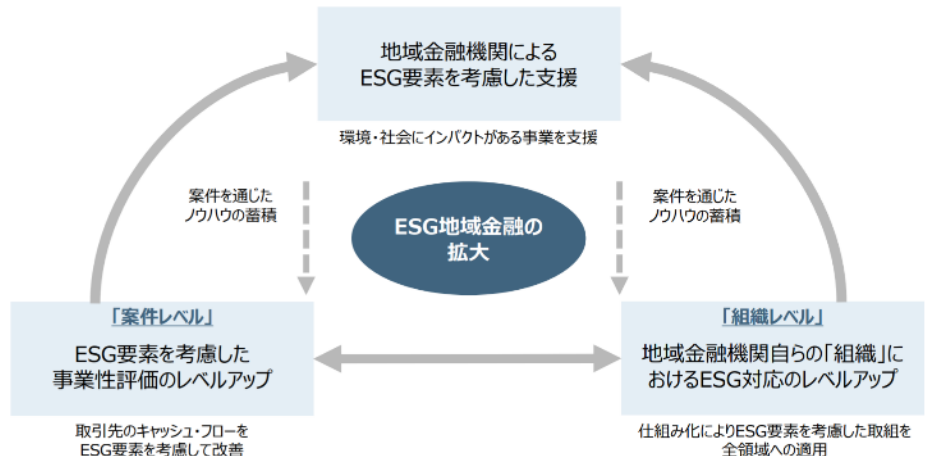 地域金融機関による
ESG要素を考慮した支援
環境・社会にインパクトがある事業を支援
案件を通じた
ノウハウの蓄積
ESG地域金融の
拡大
案件を通じた
ノウハウの蓄積
「案件レベル」
ESG要素を考慮した
事業性評価のレベルアップ
取引先のキャッシュ・フローを
ESG要素を考慮して改善
「組織レベル」
地域金融機関自らの「組織」に
おけるESG対応のレベルアップ
仕組み化によりESG要素を考慮した取組を
全領域への適用